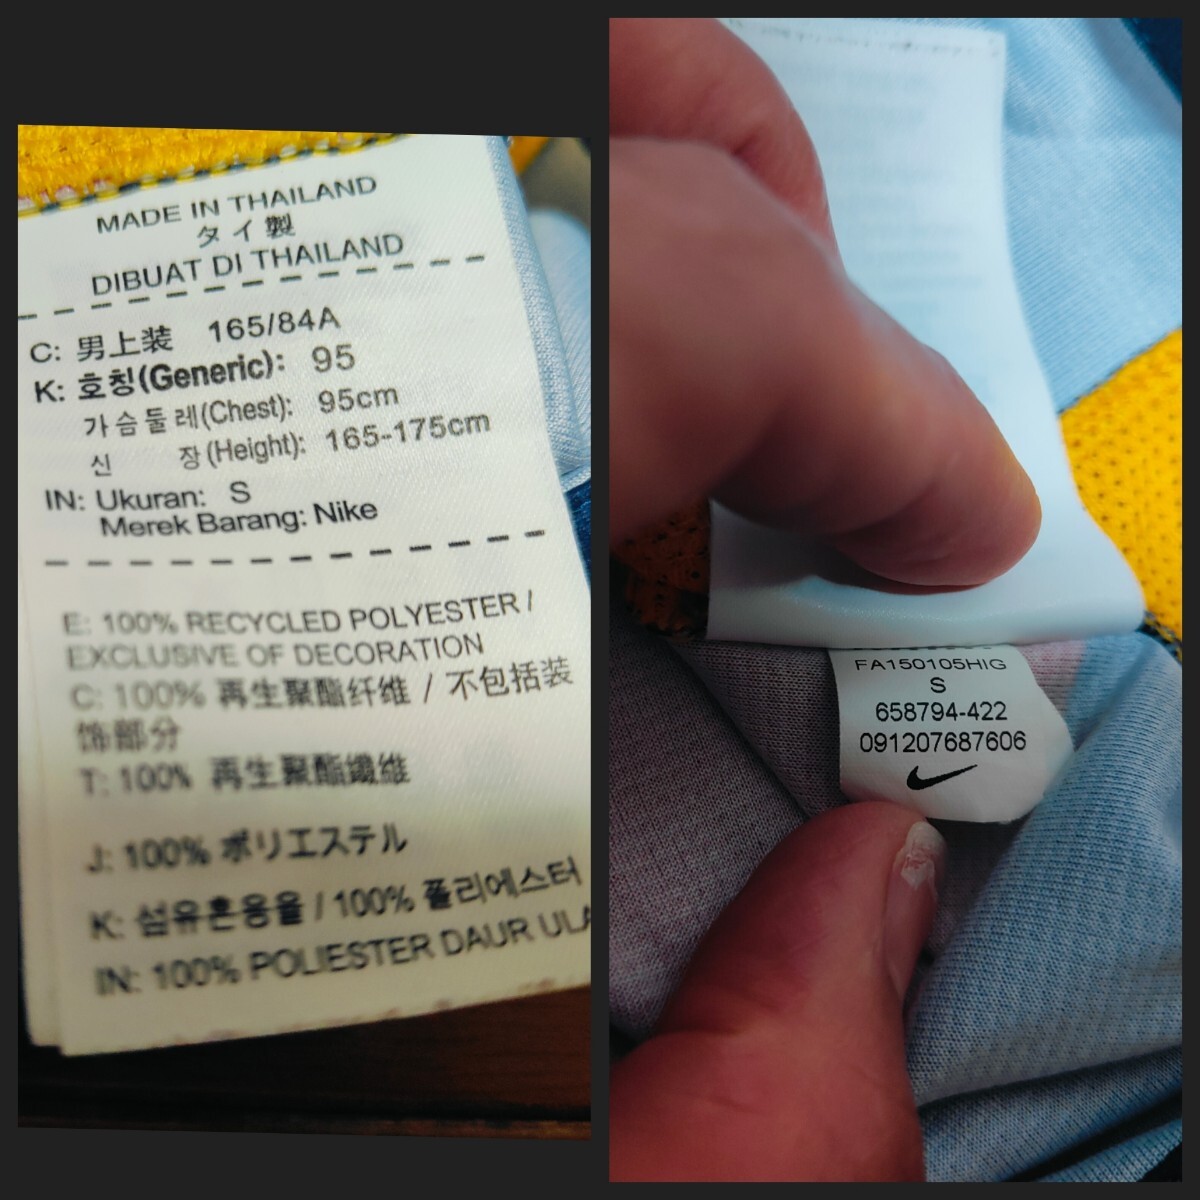 MADE IN THAILAND
タイ製
DIBUAT DI THAILAND
C: 男上装 165/84A
K: 호칭(Generic): 95
가슴둘레(Chest): 95cm
신 장(Height): 165-175cm
IN: Ukuran: S
Merek Barang: Nike
E: 100% RECYCLED POLYESTER /
EXCLUSIVE OF DECORATION
C: 100% 再生聚酯纤维 / 不包括装
饰部分
T: 100% 再生聚酯纖維
J: 100% ポリエステル
K: 섬유혼용율 / 100% 폴리에스터
IN: 100% POLIESTER DAUR ULA
FA150105HIG
S
658794-422
091207687606